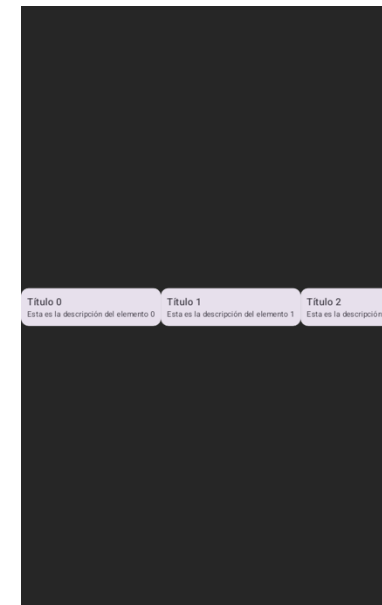 Título 0
Esta es la descripción del elemento 0
Título 1
Esta es la descripción del elemento 1
Título 2
Esta es la descripción